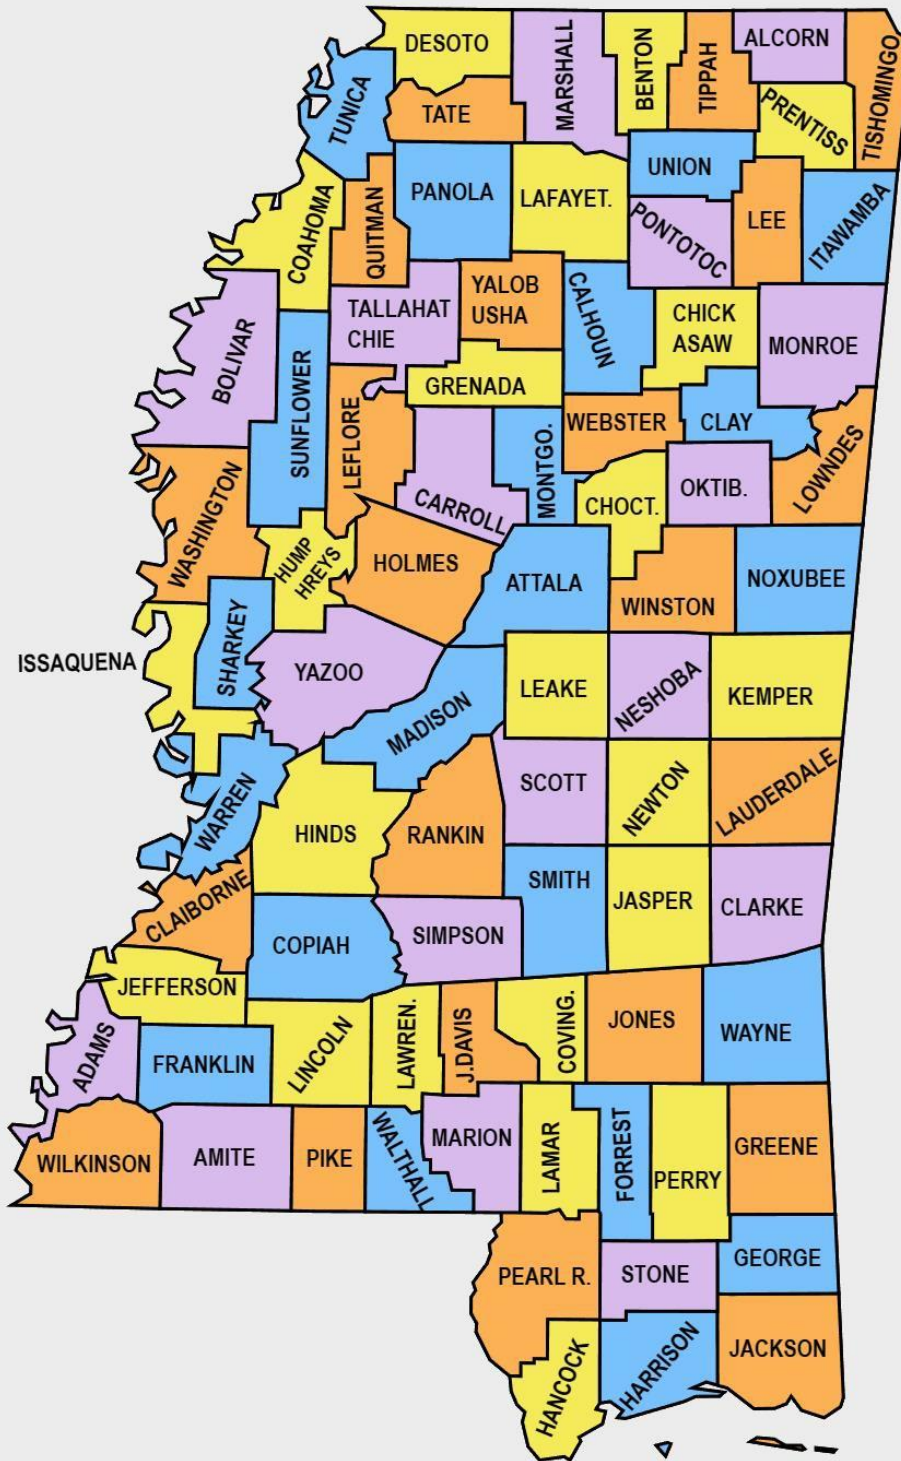 DESOTO
MARSHALL
BENTON
TIPPAH
ALCORN
TISHOMINGO
TUNICA
TATE
PRENTISS
PANOLA
LAFAYET.
UNION
COAHOMA
QUITMAN
PONTOTOC
LEE
ITAWAMBA
BOLIVAR
SUNFLOWER
TALLAHAT
CHIE
YALOB
USHA
CALHOUN
CHICK
ASAW
MONROE
GRENADA
LEFLORE
WEBSTER
CLAY
LOWNDES
WASHINGTON
CARROLL
MONTGO.
CHOCT.
OKTIB.
HUMP
HREYS
HOLMES
ATTALA
WINSTON
NOXUBEE
ISSAQUENA
SHARKEY
YAZOO
MADISON
LEAKE
NESHOBA
KEMPER
WARREN
HINDS
RANKIN
SCOTT
NEWTON
LAUDERDALE
CLAIBORNE
COPIAH
SIMPSON
SMITH
JASPER
CLARKE
JEFFERSON
ADAMS
FRANKLIN
LINCOLN
LAWREN.
J.DAVIS
COVING.
JONES
WAYNE
WILKINSON
AMITE
PIKE
WALTHALL
MARION
LAMAR
FORREST
PERRY
GREENE
PEARL R.
STONE
GEORGE
HANCOCK
HARRISON
JACKSON